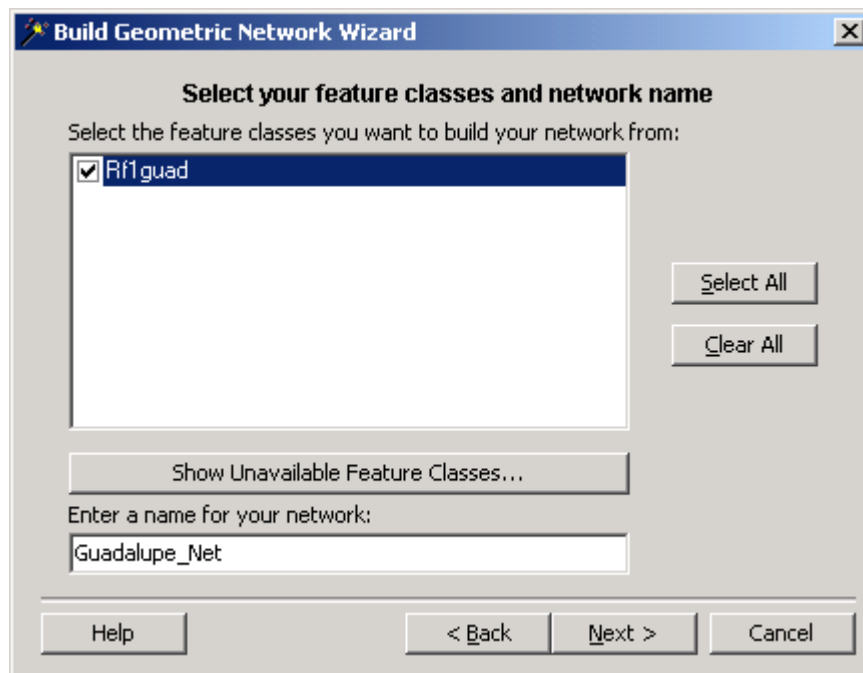 Build Geometric Network Wizard
Select your feature classes and network name
Select the feature classes you want to build your network from:
Rf1guad
Select All
Clear All
Show Unavailable Feature Classes...
Enter a name for your network:
Guadalupe_Net
Help
< Back
Next >
Cancel